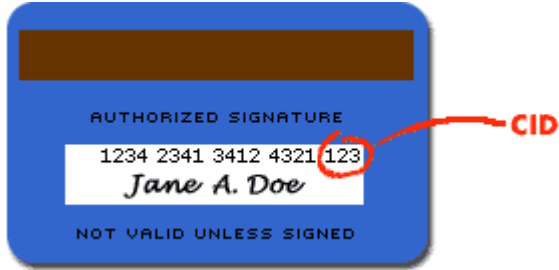 AUTHORIZED SIGNATURE
1234 2341 3412 4321 123
CID
Jane A. Doe
NOT VALID UNLESS SIGNED